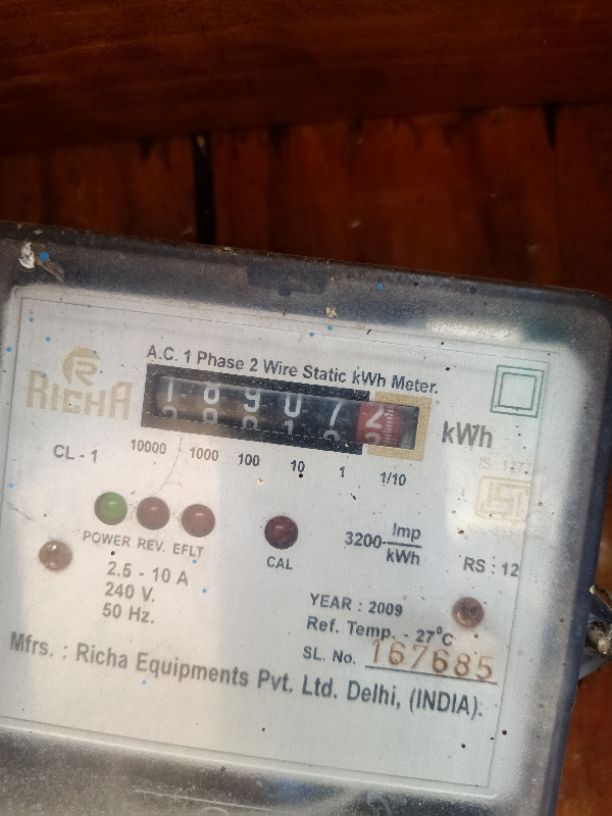 A.C. 1 Phase 2 Wire Static kWh Meter.
R
RICHA
189072
kWh
CL - 1
10000 1000 100 10 1 1/10
POWER REV. EFLT
CAL
3200 Imp/kWh
RS : 12
2.5 - 10 A
240 V.
50 Hz.
YEAR : 2009
Ref. Temp. - 27°C
SL. No. 167685
Mfrs. : Richa Equipments Pvt. Ltd. Delhi, (INDIA).